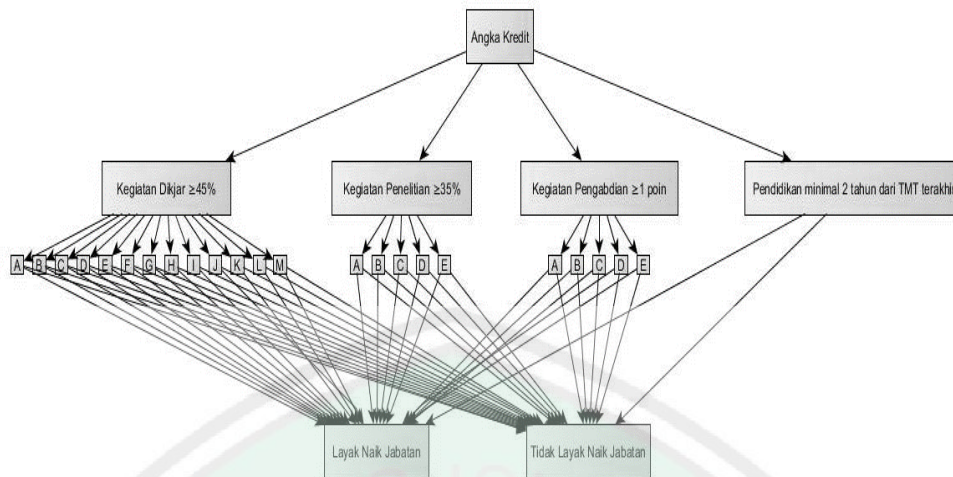 Angka Kredit
Kegiatan Dikjar ≥45%
Kegiatan Penelitian ≥35%
Kegiatan Pengabdian ≥1 poin
Pendidikan minimal 2 tahun dari TMT terakhir
A B C D E F G H I J K L M
A B C D E
A B C D E
Layak Naik Jabatan
Tidak Layak Naik Jabatan